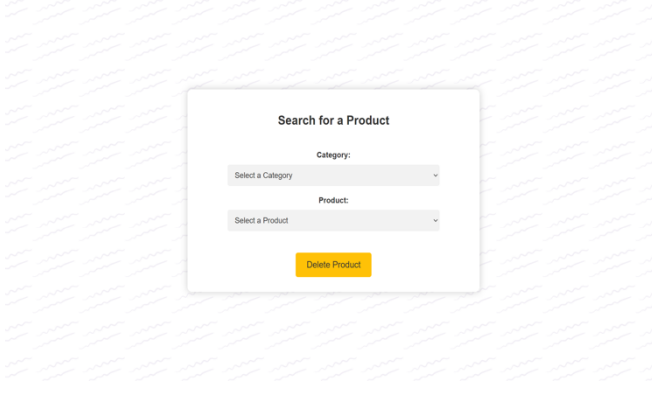 Search for a Product
Category:
Select a Category
Product:
Select a Product
Delete Product